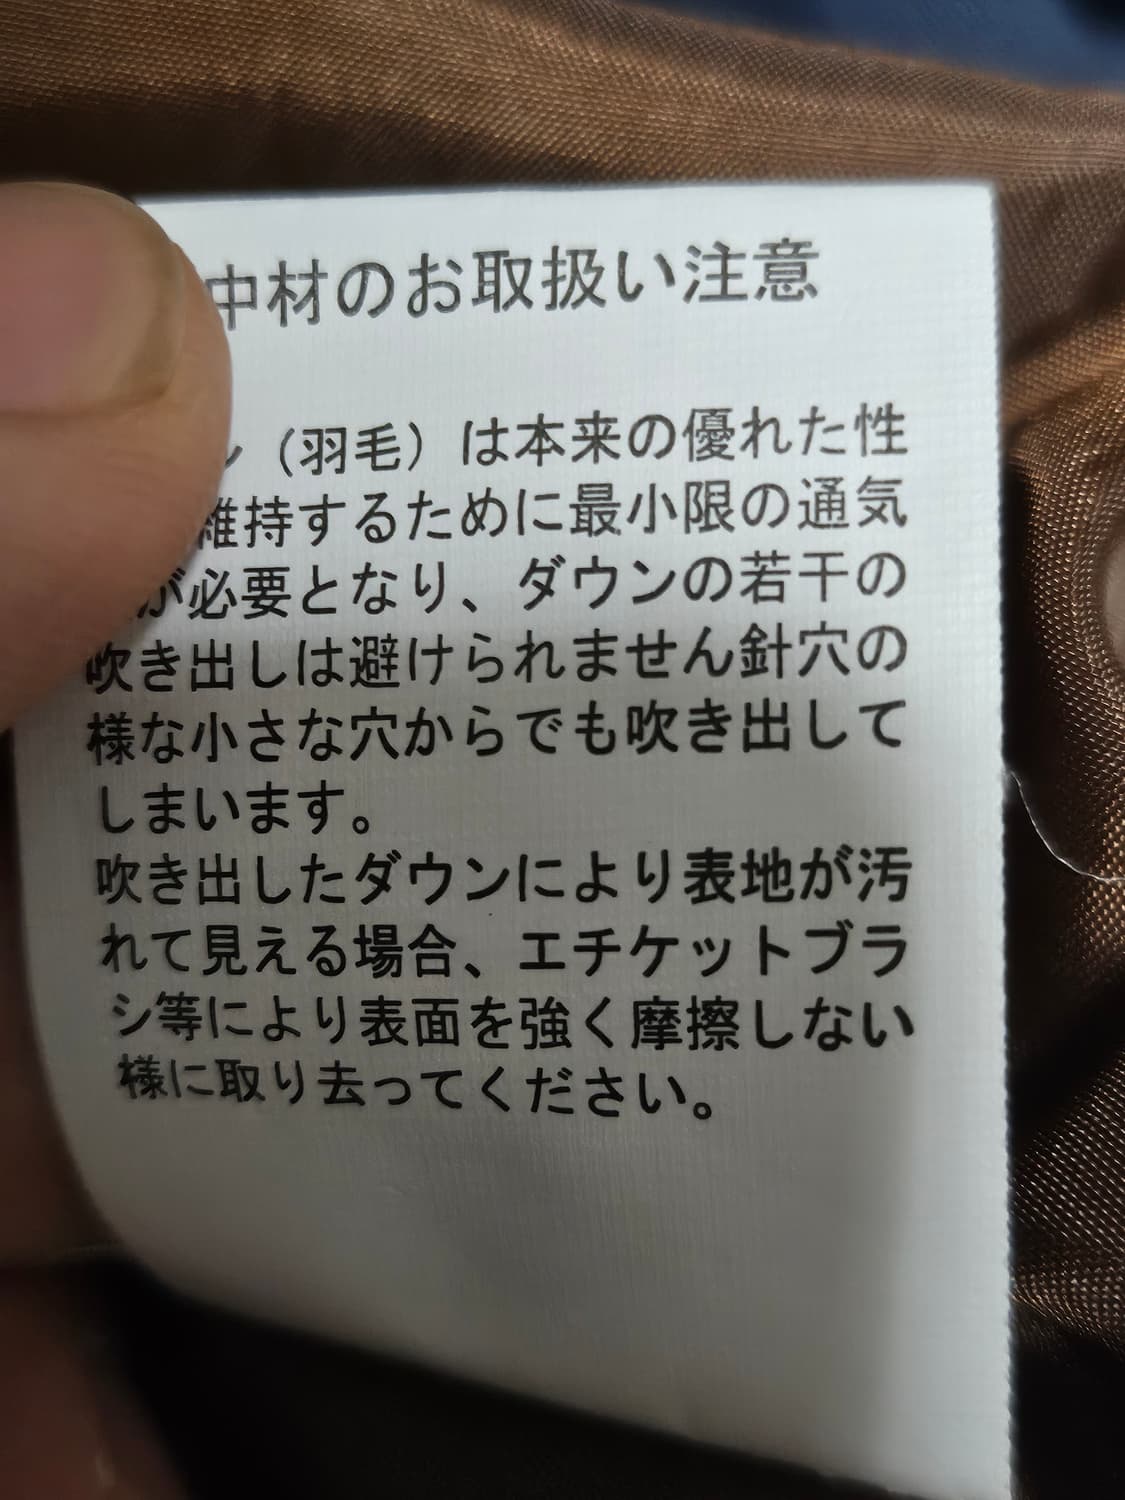 中材のお取扱い注意
ン（羽毛）は本来の優れた性
維持するために最小限の通気
が必要となり、ダウンの若干の
吹き出しは避けられません針穴の
様な小さな穴からでも吹き出して
しまいます。
吹き出したダウンにより表地が汚
れて見える場合、エチケットブラ
シ等により表面を強く摩擦しない
様に取り去ってください。